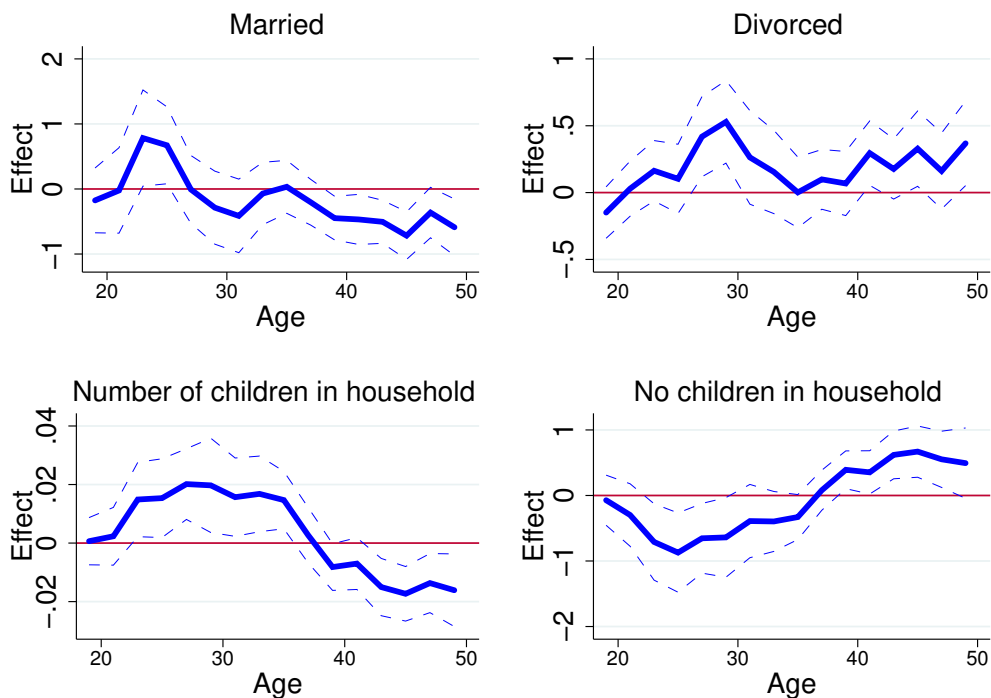 Married
Effect
2
1
0
−1
20
30
40
50
Age
Divorced
Effect
1
.5
0
−.5
20
30
40
50
Age
Number of children in household
Effect
.04
.02
0
−.02
20
30
40
50
Age
No children in household
Effect
1
0
−1
−2
20
30
40
50
Age